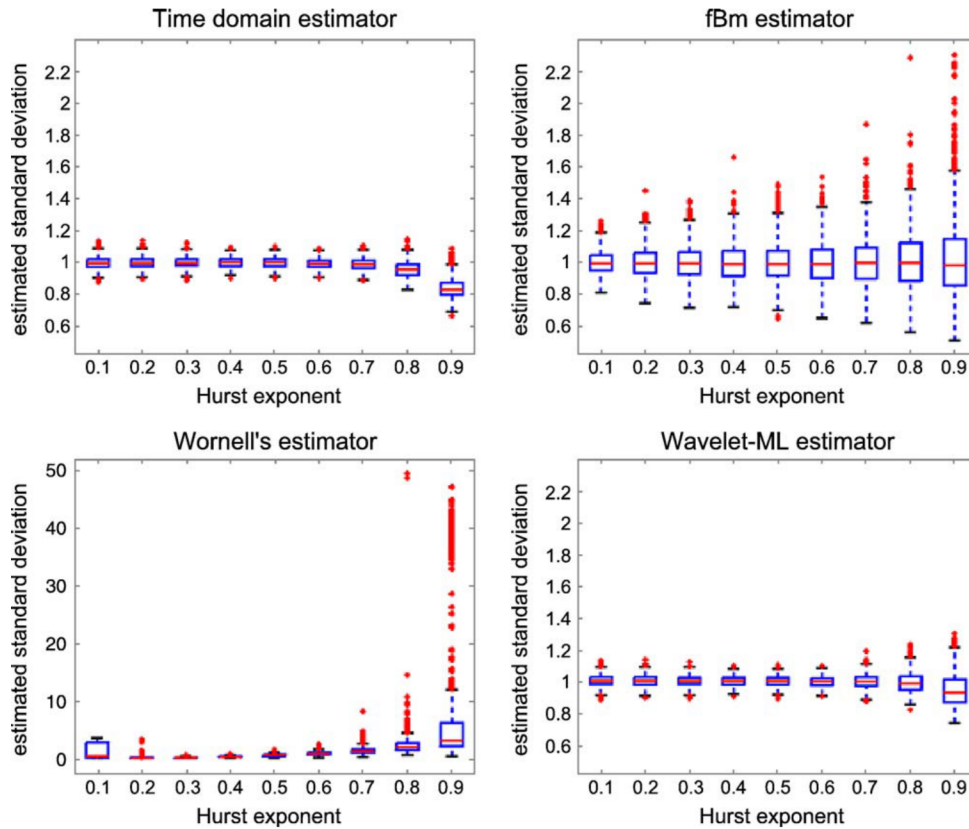 Time domain estimator
estimated standard deviation
2.2
2
1.8
1.6
1.4
1.2
1
0.8
0.6
0.1 0.2 0.3 0.4 0.5 0.6 0.7 0.8 0.9
Hurst exponent
fBm estimator
estimated standard deviation
2.2
2
1.8
1.6
1.4
1.2
1
0.8
0.6
0.1 0.2 0.3 0.4 0.5 0.6 0.7 0.8 0.9
Hurst exponent
Wornell's estimator
estimated standard deviation
50
40
30
20
10
0
0.1 0.2 0.3 0.4 0.5 0.6 0.7 0.8 0.9
Hurst exponent
Wavelet-ML estimator
estimated standard deviation
2.2
2
1.8
1.6
1.4
1.2
1
0.8
0.6
0.1 0.2 0.3 0.4 0.5 0.6 0.7 0.8 0.9
Hurst exponent